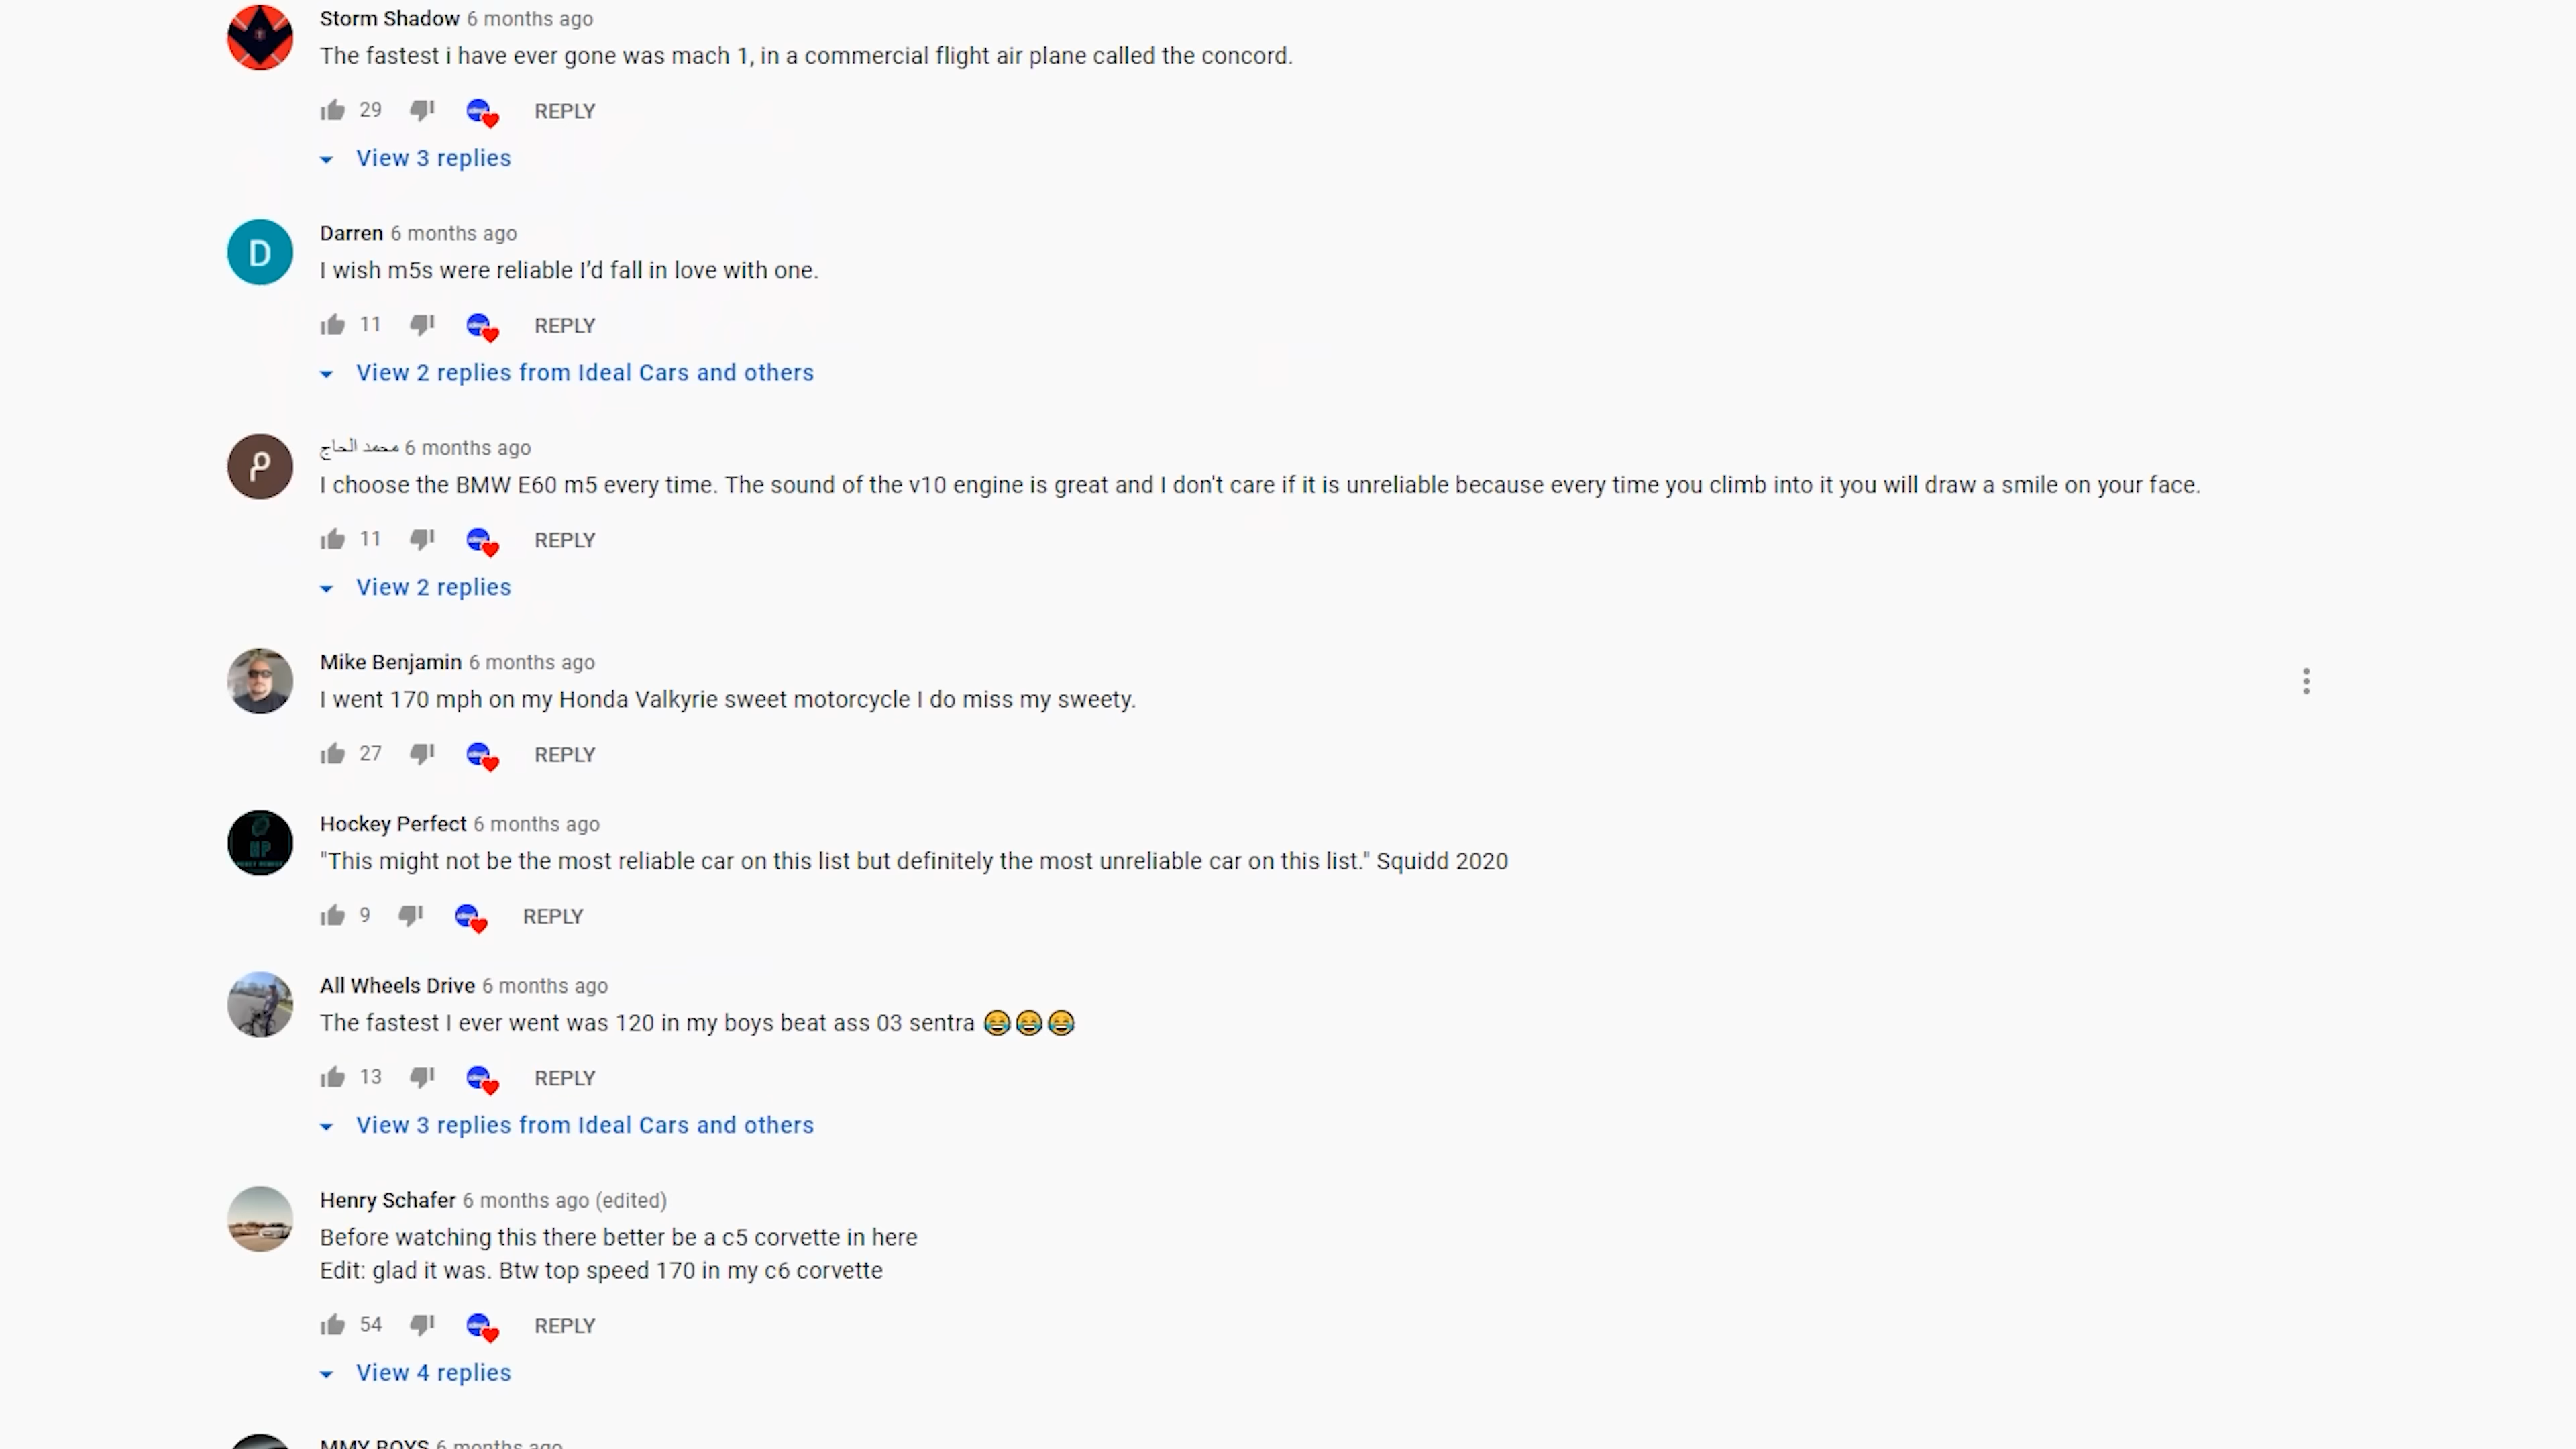 Storm Shadow 6 months ago
The fastest i have ever gone was mach 1, in a commercial flight air plane called the concord.
29 REPLY
View 3 replies
D
Darren 6 months ago
I wish m5s were reliable I’d fall in love with one.
11 REPLY
View 2 replies from Ideal Cars and others
م
محمد الحاج 6 months ago
I choose the BMW E60 m5 every time. The sound of the v10 engine is great and I don't care if it is unreliable because every time you climb into it you will draw a smile on your face.
11 REPLY
View 2 replies
Mike Benjamin 6 months ago
I went 170 mph on my Honda Valkyrie sweet motorcycle I do miss my sweety.
27 REPLY
HP
Hockey Perfect 6 months ago
"This might not be the most reliable car on this list but definitely the most unreliable car on this list." Squidd 2020
9 REPLY
All Wheels Drive 6 months ago
The fastest I ever went was 120 in my boys beat ass 03 sentra 😂😂😂
13 REPLY
View 3 replies from Ideal Cars and others
Henry Schafer 6 months ago (edited)
Before watching this there better be a c5 corvette in here
Edit: glad it was. Btw top speed 170 in my c6 corvette
54 REPLY
View 4 replies
MMY BOYS 6 months ago